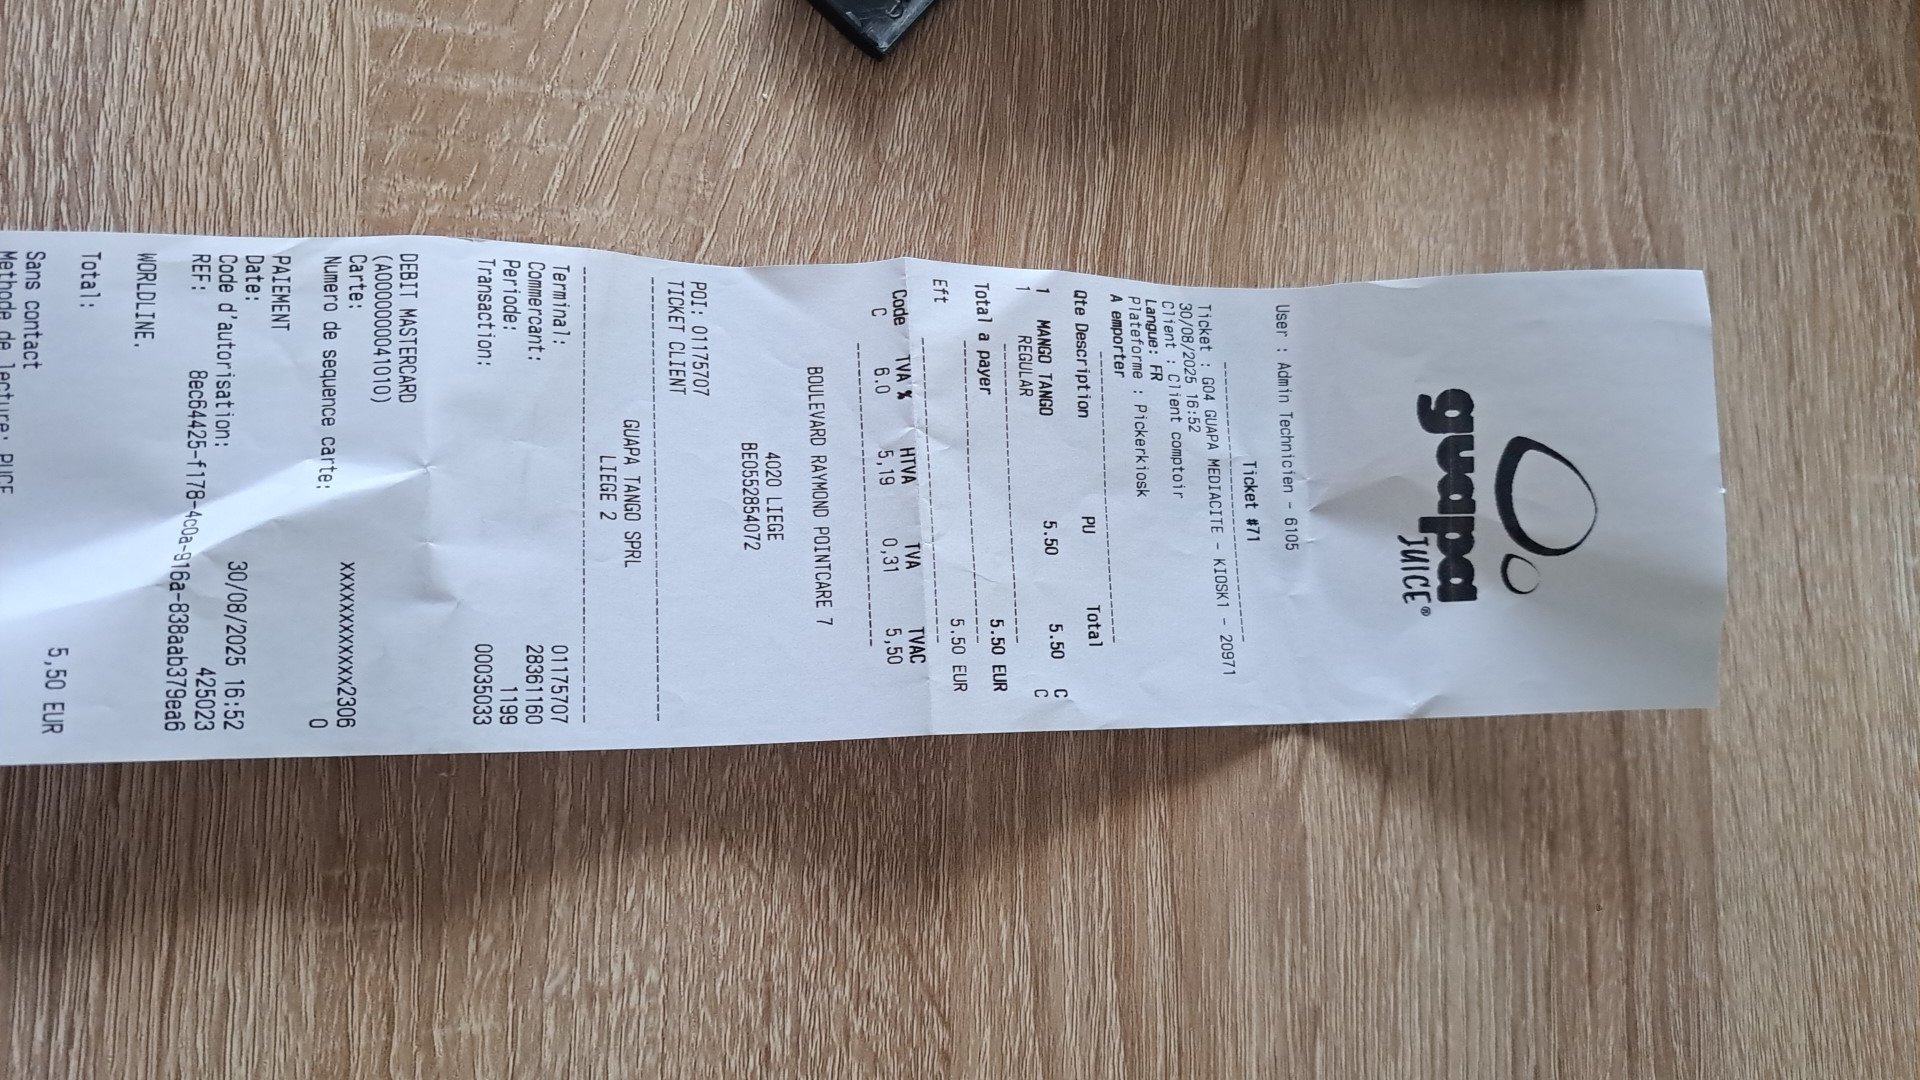 guapa
JUICE®
User : Admin Technicien - 6105
Ticket #71
Ticket : G04 GUAPA MEDIACITE - KIOSK1 - 20971
30/08/2025 16:52
Client : Client comptoir
Langue: FR
Plateforme : Pickerkiosk
A emporter
Qte Description PU Total
1 MANGO TANGO 5.50 5.50 C
1 REGULAR C
Total a payer 5.50 EUR
Eft 5.50 EUR
Code TVA % HTVA TVA TVAC
C 6.0 5,19 0,31 5,50
BOULEVARD RAYMOND POINTCARE 7
4020 LIEGE
BE0552854072
POI: 01175707
TICKET CLIENT
GUAPA TANGO SPRL
LIEGE 2
Terminal: 01175707
Commercant: 28361160
Periode: 1199
Transaction: 00035033
DEBIT MASTERCARD
(A0000000041010)
Carte: xxxxxxxxxxxx2306
Numero de sequence carte: 0
PAIEMENT
Date: 30/08/2025 16:52
Code d'autorisation: 425023
REF: 8ec64425-f178-4c0a-916a-838aab379ea6
WORLDLINE.
Total: 5,50 EUR
Sans contact
Methode de lecture: PUCE